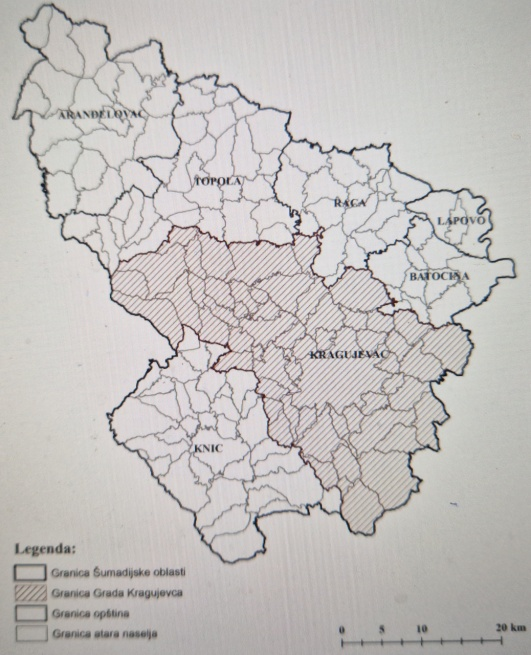 ARANĐELOVAC
TOPOLA
RAČA
LAPOVO
BATOČINA
KRAGUJEVAC
KNIĆ
Legenda:
Granica Šumadijske oblasti
Granica Grada Kragujevca
Granica opština
Granica atara naselja
0 5 10 20 km